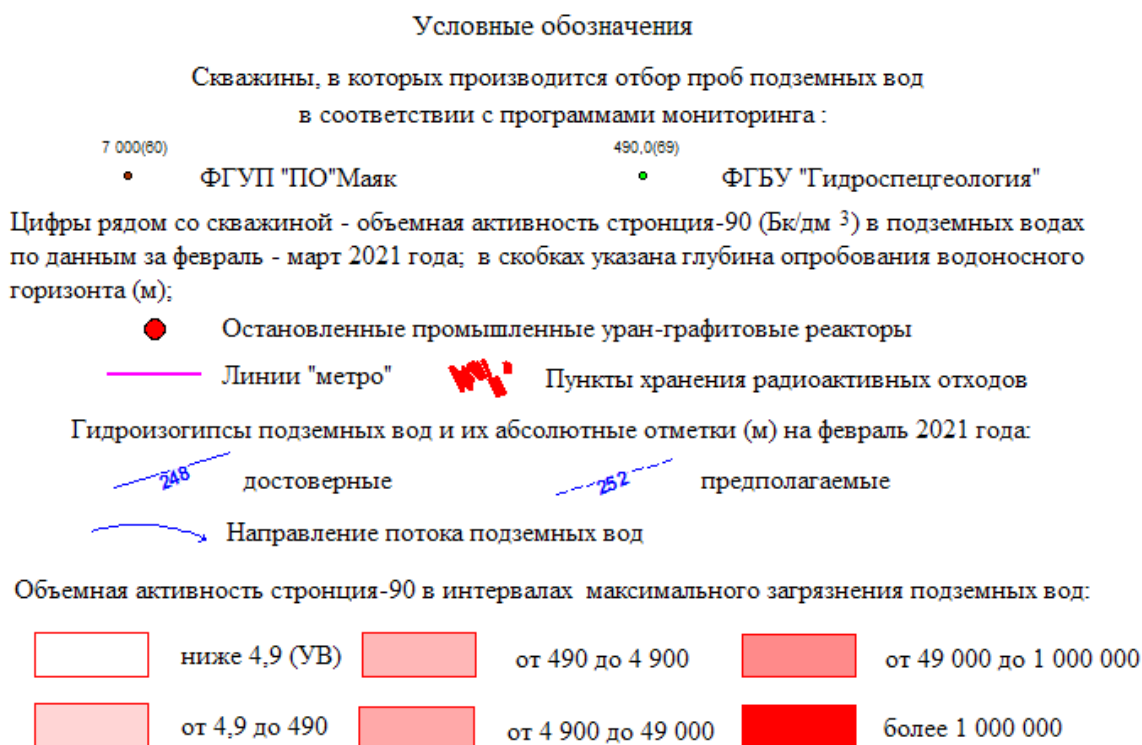 Условные обозначения
Скважины, в которых производится отбор проб подземных вод
в соответствии с программами мониторинга :
7 000(60) 490,0(69)
ФГУП "ПО"Маяк ФГБУ "Гидроспецгеология"
Цифры рядом со скважиной - объемная активность стронция-90 (Бк/дм 3) в подземных водах
по данным за февраль - март 2021 года; в скобках указана глубина опробования водоносного
горизонта (м);
Остановленные промышленные уран-графитовые реакторы
Линии "метро" Пункты хранения радиоактивных отходов
Гидроизогипсы подземных вод и их абсолютные отметки (м) на февраль 2021 года:
248 достоверные 252 предполагаемые
Направление потока подземных вод
Объемная активность стронция-90 в интервалах максимального загрязнения подземных вод:
ниже 4,9 (УВ) от 490 до 4 900 от 49 000 до 1 000 000
от 4,9 до 490 от 4 900 до 49 000 более 1 000 000